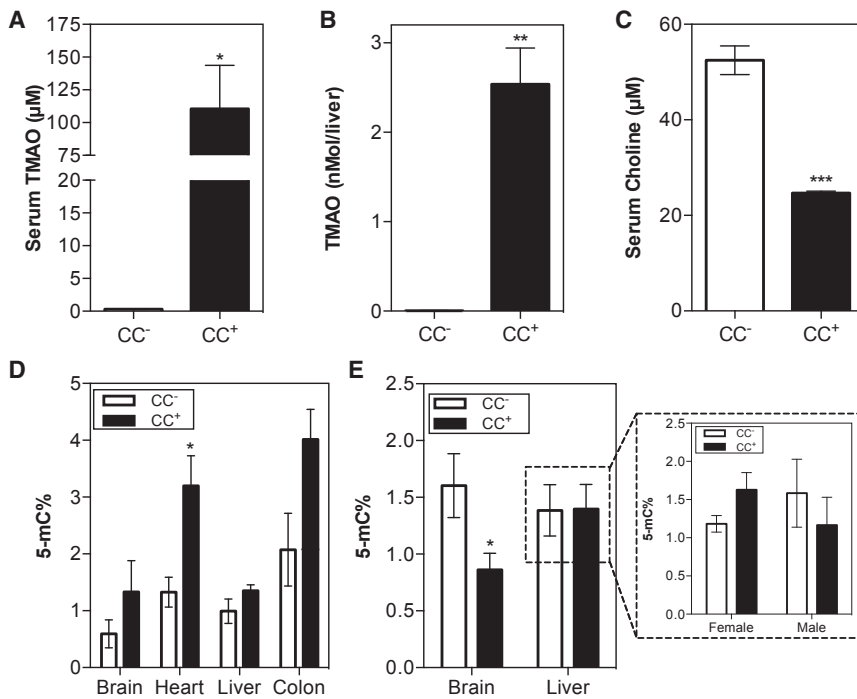 A
Serum TMAO (µM)
175
150
125
100
75
20
15
10
5
0
*
CC-
CC+
B
TMAO (nMol/liver)
3
2
1
0
**
CC-
CC+
C
Serum Choline (µM)
60
40
20
0
***
CC-
CC+
D
5-mC%
5
4
3
2
1
0
CC-
CC+
*
Brain Heart Liver Colon
E
5-mC%
2.5
2.0
1.5
1.0
0.5
0.0
CC-
CC+
*
Brain Liver
5-mC%
2.5
2.0
1.5
1.0
0.5
0.0
CC-
CC+
Female Male